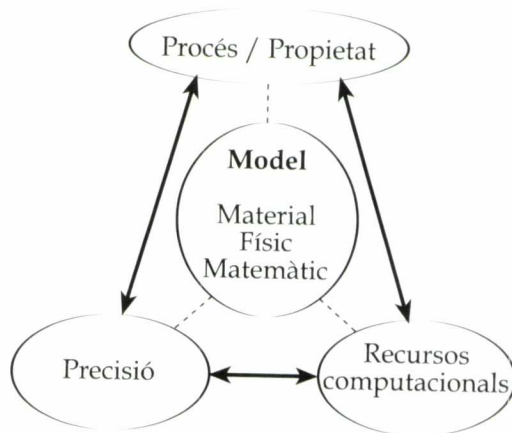 Procés / Propietat
Model
Material
Físic
Matemàtic
Precisió
Recursos
computacionals